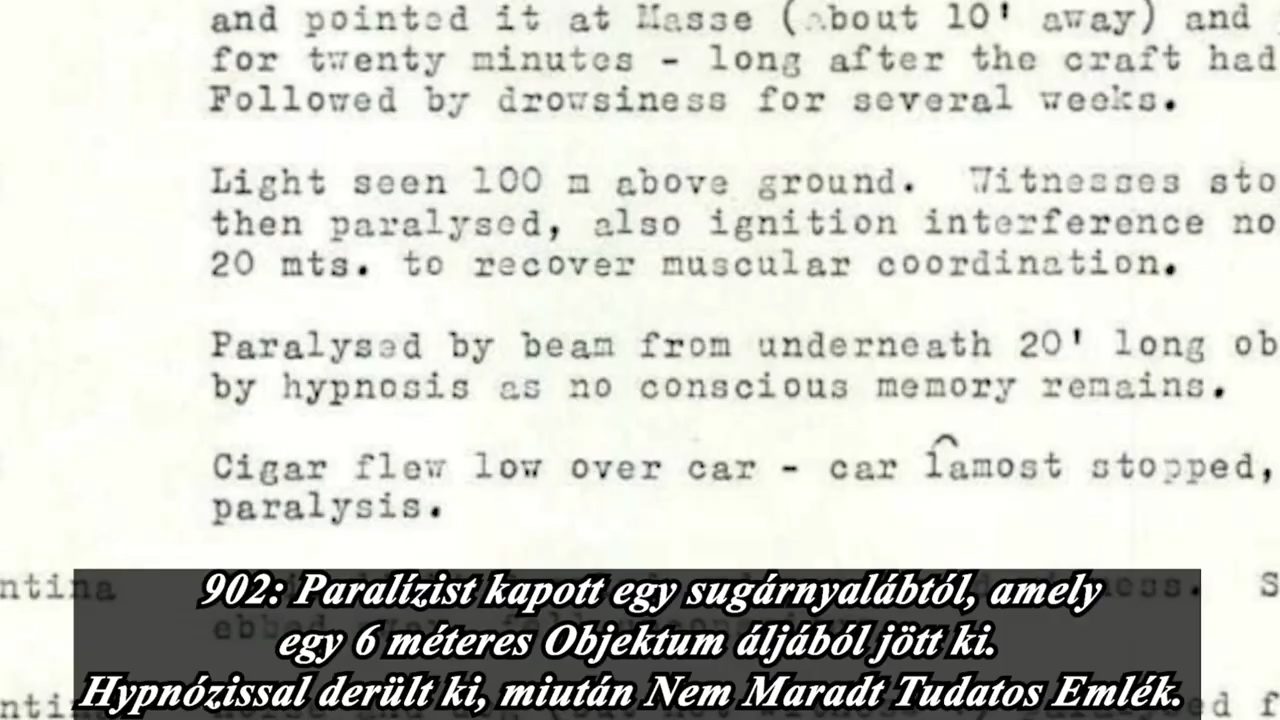 and pointed it at Masse (about 10' away) and
for twenty minutes - long after the craft had
Followed by drowsiness for several weeks.
Light seen 100 m above ground. Witnesses sto
then paralysed, also ignition interference no
20 mts. to recover muscular coordination.
Paralysed by beam from underneath 20' long ob
by hypnosis as no conscious memory remains.
Cigar flew low over car - car lamost stopped,
paralysis.
ntina
902: Paralízist kapott egy sugárnyalábtól, amely
egy 6 méteres Objektum áljából jött ki.
Hypnózissal derült ki, miután Nem Maradt Tudatos Emlék.